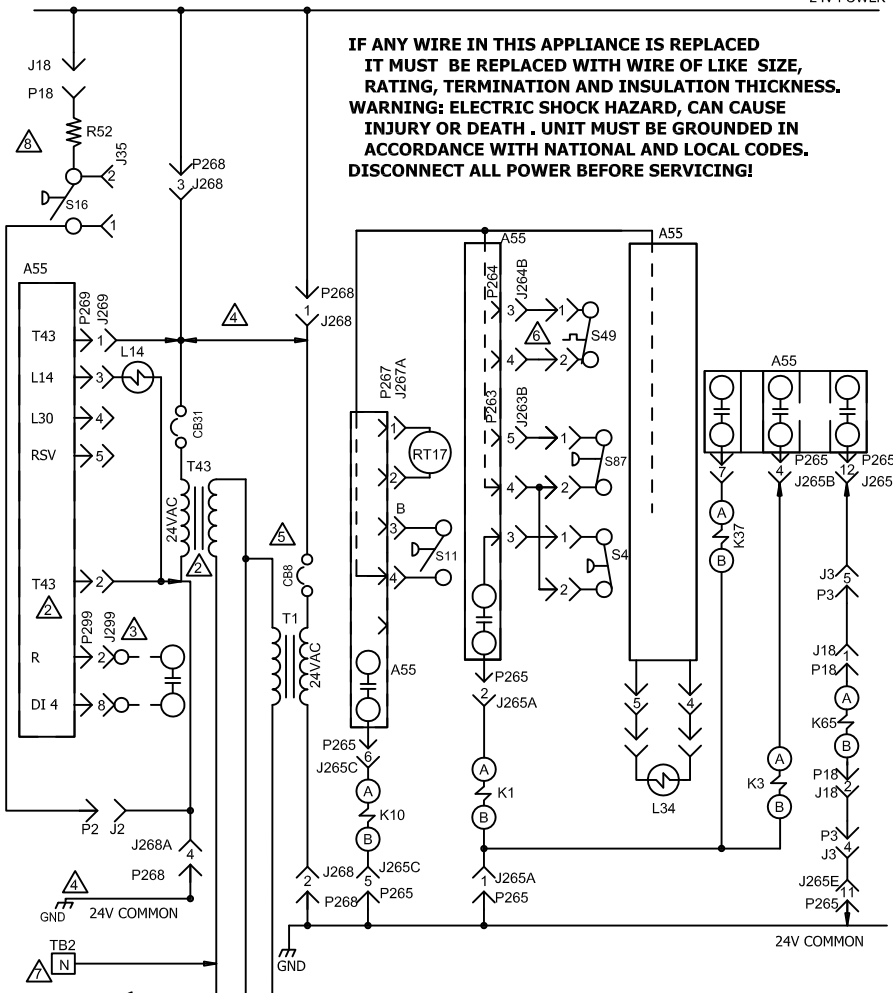 IF ANY WIRE IN THIS APPLIANCE IS REPLACED
IT MUST BE REPLACED WITH WIRE OF LIKE SIZE,
RATING, TERMINATION AND INSULATION THICKNESS.
WARNING: ELECTRIC SHOCK HAZARD, CAN CAUSE
INJURY OR DEATH . UNIT MUST BE GROUNDED IN
ACCORDANCE WITH NATIONAL AND LOCAL CODES.
DISCONNECT ALL POWER BEFORE SERVICING!
J18
P18
R52
8
J35
2
S16
1
P268
3
J268
P268
1
J268
4
A55
T43
P269
J269
1
L14
L14
3
L30
4
RSV
5
CB31
T43
24VAC
2
5
CB8
T1
24VAC
T43
2
2
P299
J299
3
R
2
DI 4
8
P2
J2
J268A
4
P268
4
GND
24V COMMON
TB2
7
N
J268
2
P268
GND
P267
J267A
1
RT17
2
B
3
S11
4
A55
P265
6
J265C
A
K10
B
J265C
5
P265
A55
P264
J264B
3
1
6
S49
4
2
P263
J263B
5
1
S87
4
2
3
1
S4
2
P265
2
J265A
A
K1
B
J265A
1
P265
A55
5
4
L34
A55
7
P265
4
J265B
P265
12
J265
A
K37
B
A
K3
B
J3
5
P3
J18
1
P18
A
K65
B
P18
2
J18
P3
4
J3
J265E
11
P265
24V COMMON